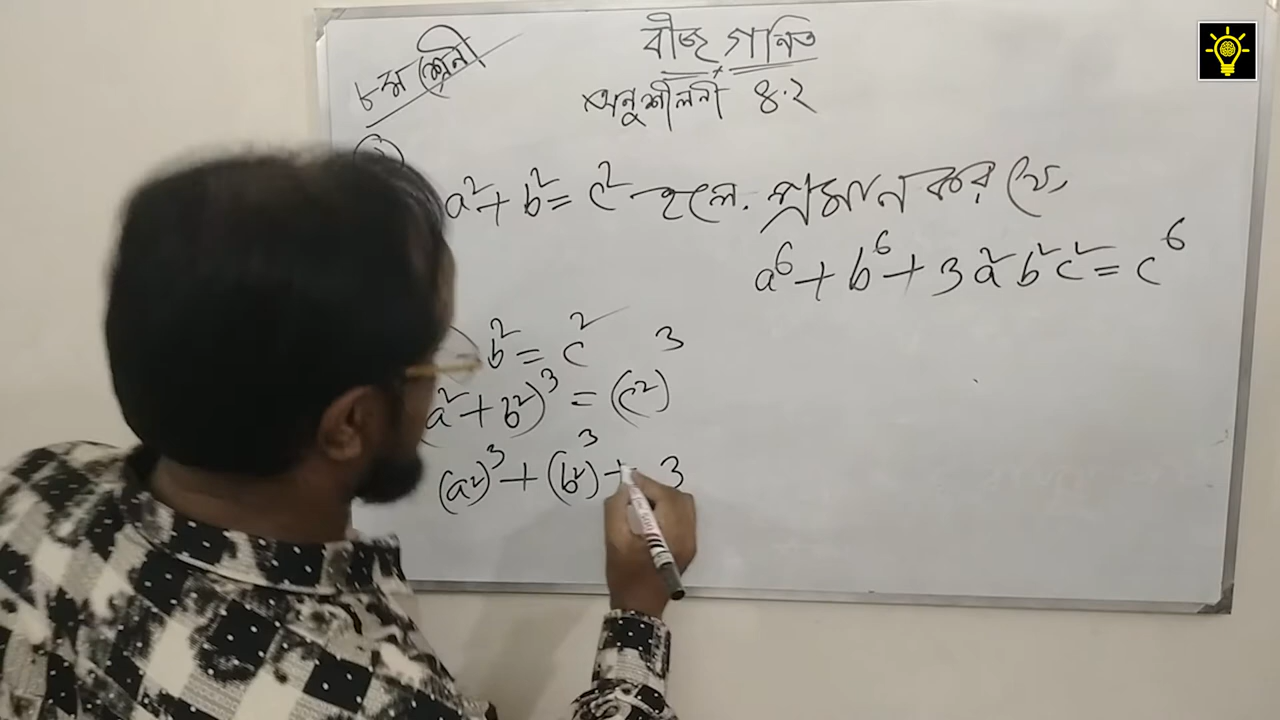 ৮ম শ্রেনী
বীজ গনিত
অনুশীলনী ৪.২
a² + b² = c² হলে. প্রমান কর যে,
a⁶ + b⁶ + 3a²b²c² = c⁶
b² = c²
(a² + b²)³ = (c²)³
(a²)³ + (b²)³ + 3